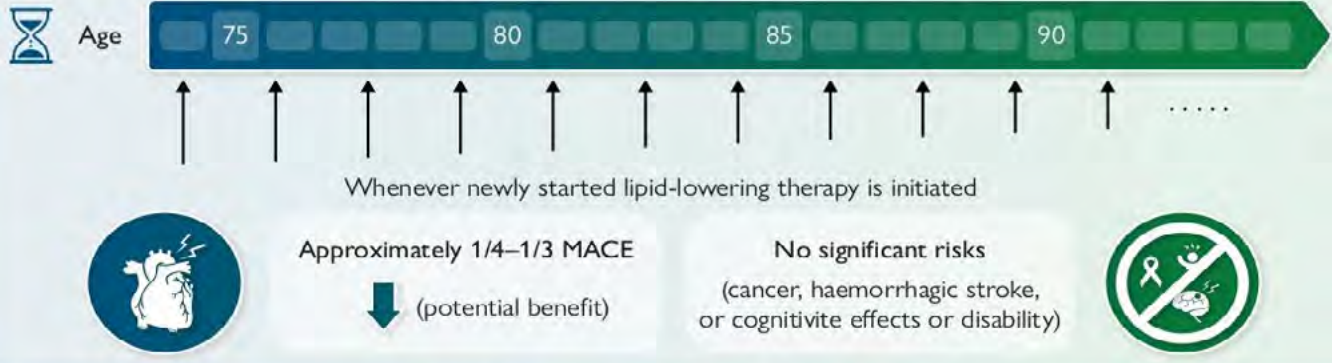 Age 75 80 85 90
.....
Whenever newly started lipid-lowering therapy is initiated
Approximately 1/4–1/3 MACE
(potential benefit)
No significant risks
(cancer, haemorrhagic stroke,
or cognitivite effects or disability)